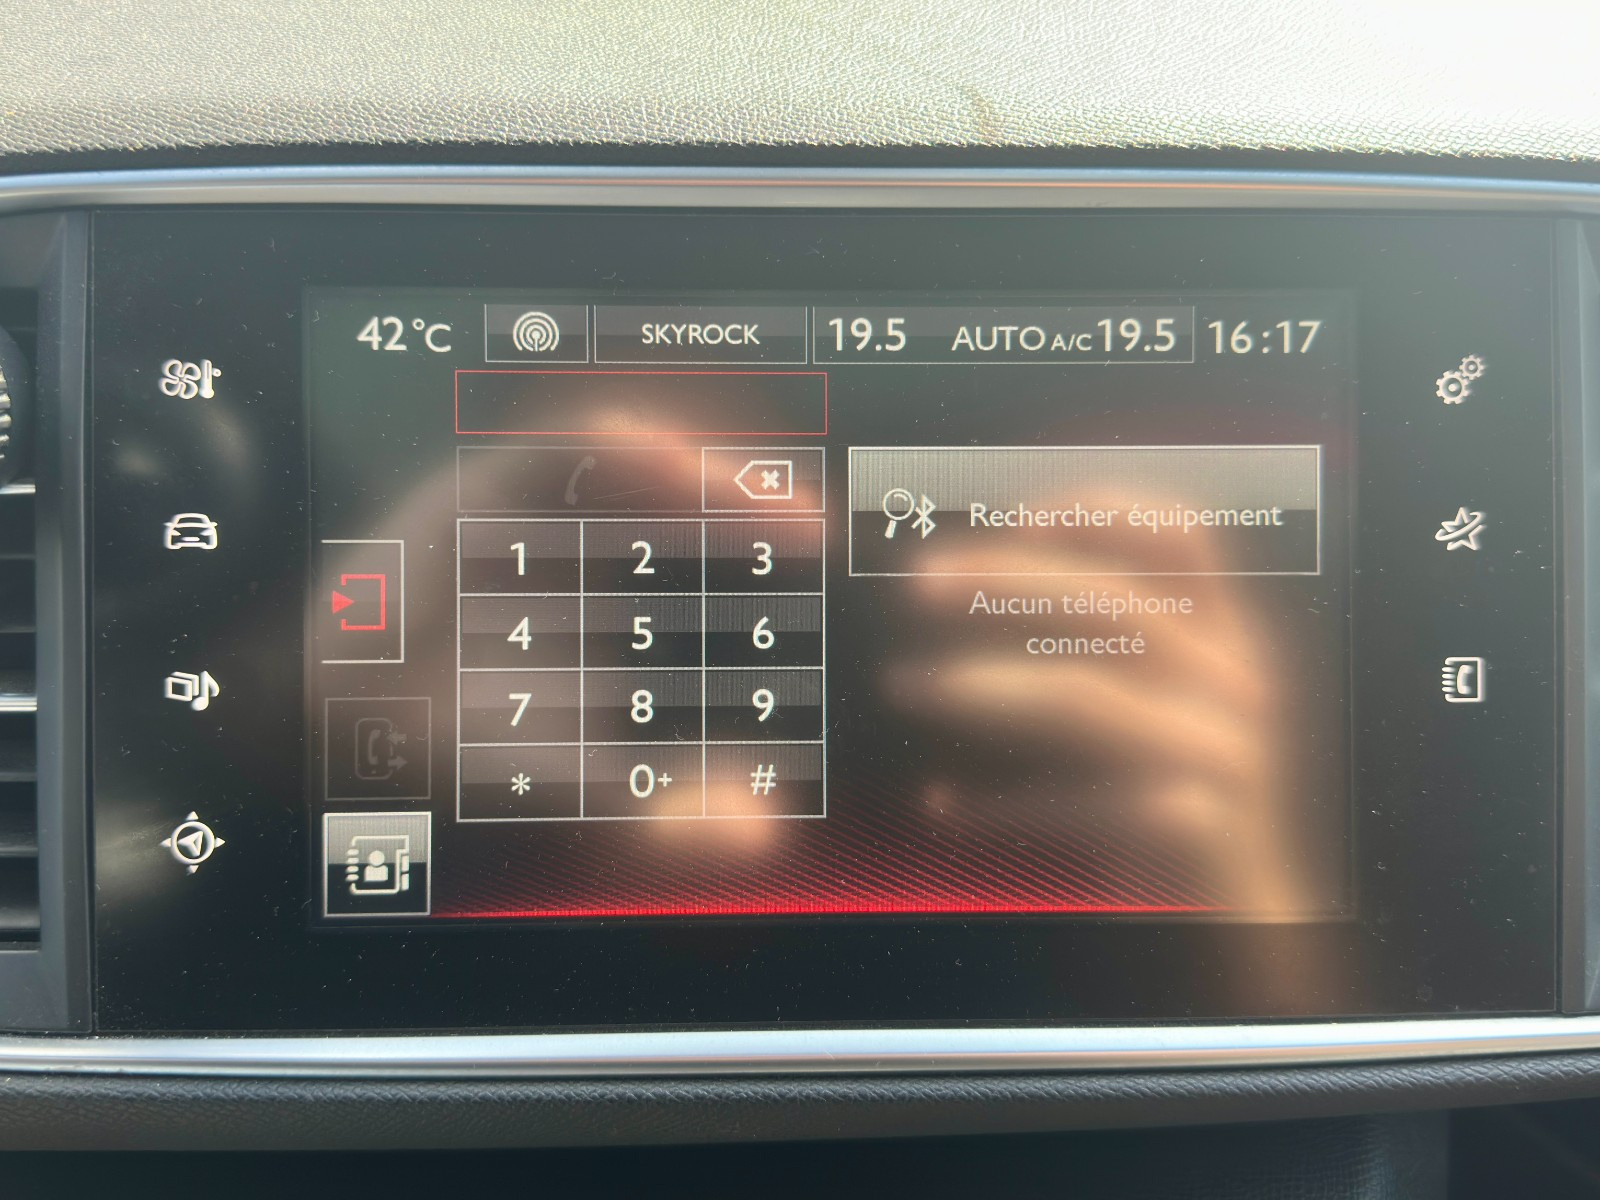 42°C SKYROCK 19.5 AUTO A/C 19.5 16:17
Rechercher équipement
Aucun téléphone
connecté
1 2 3
4 5 6
7 8 9
* 0+ #